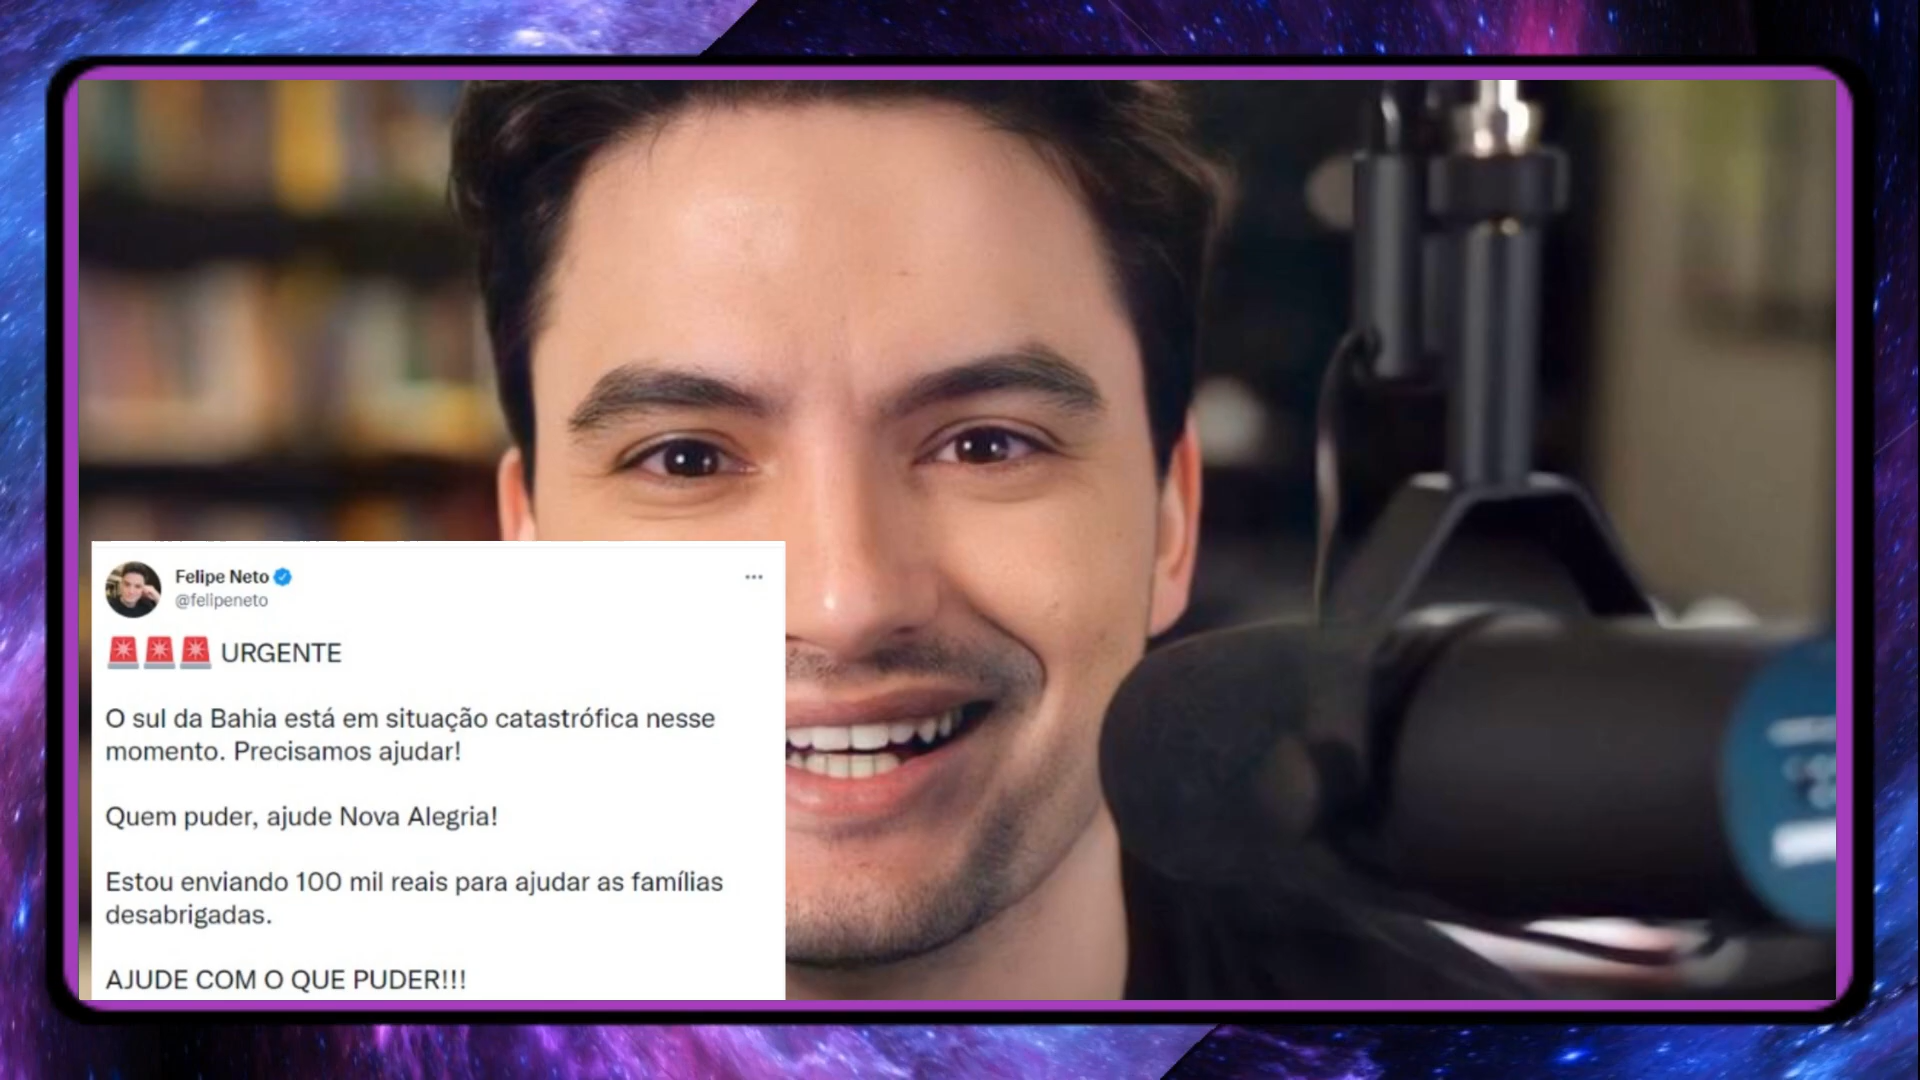 Felipe Neto
@felipeneto
🚨🚨🚨 URGENTE
O sul da Bahia está em situação catastrófica nesse
momento. Precisamos ajudar!
Quem puder, ajude Nova Alegria!
Estou enviando 100 mil reais para ajudar as famílias
desabrigadas.
AJUDE COM O QUE PUDER!!!